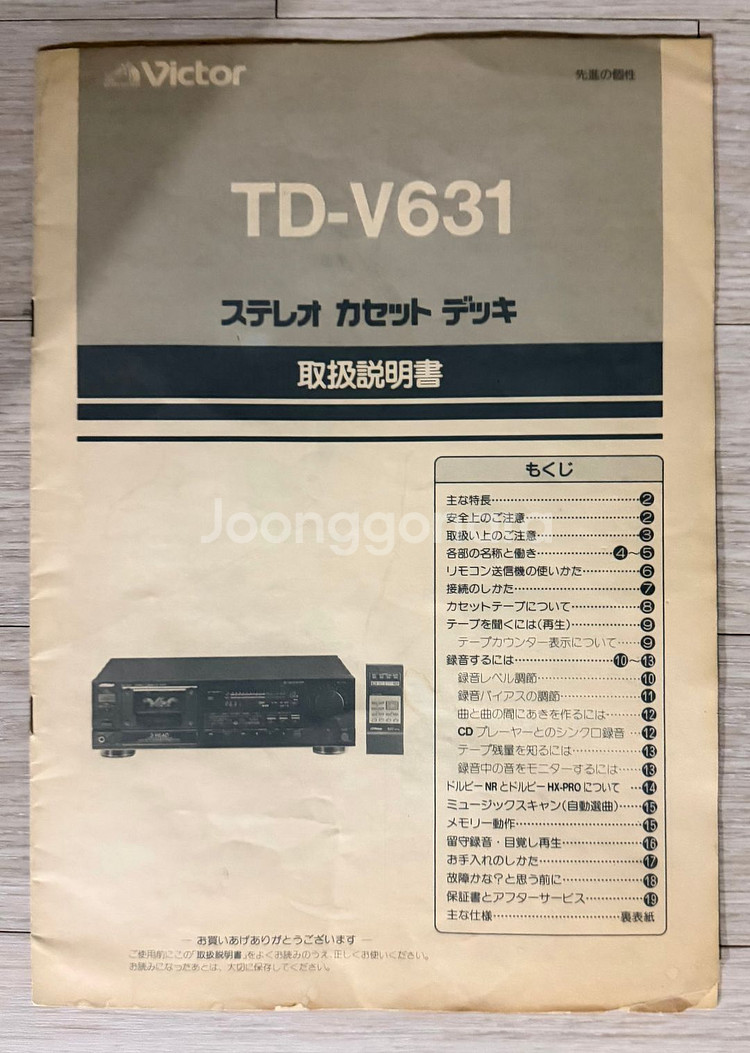 Victor
先進の個性
TD-V631
ステレオ カセット デッキ
取扱説明書
もくじ
主な特長 2
安全上のご注意 2
取扱い上のご注意 3
各部の名称と働き 4〜5
リモコン送信機の使いかた 6
接続のしかた 7
カセットテープについて 8
テープを聞くには(再生) 9
テープカウンター表示について 9
録音するには 10〜13
録音レベル調節 10
録音バイアスの調節 11
曲と曲の間にあきを作るには 12
CDプレーヤーとのシンクロ録音 12
テープ残量を知るには 13
録音中の音をモニターするには 13
ドルビーNRとドルビーHX-PROについて 14
ミュージックスキャン(自動選曲) 15
メモリー動作 15
留守録音・目覚し再生 16
お手入れのしかた 17
故障かな?と思う前に 18
保証書とアフターサービス 19
主な仕様 裏表紙
お買いあげありがとうございます
ご使用前にこの「取扱説明書」をよくお読みのうえ、正しくお使いください。
お読みになったあとは、大切に保存してください。